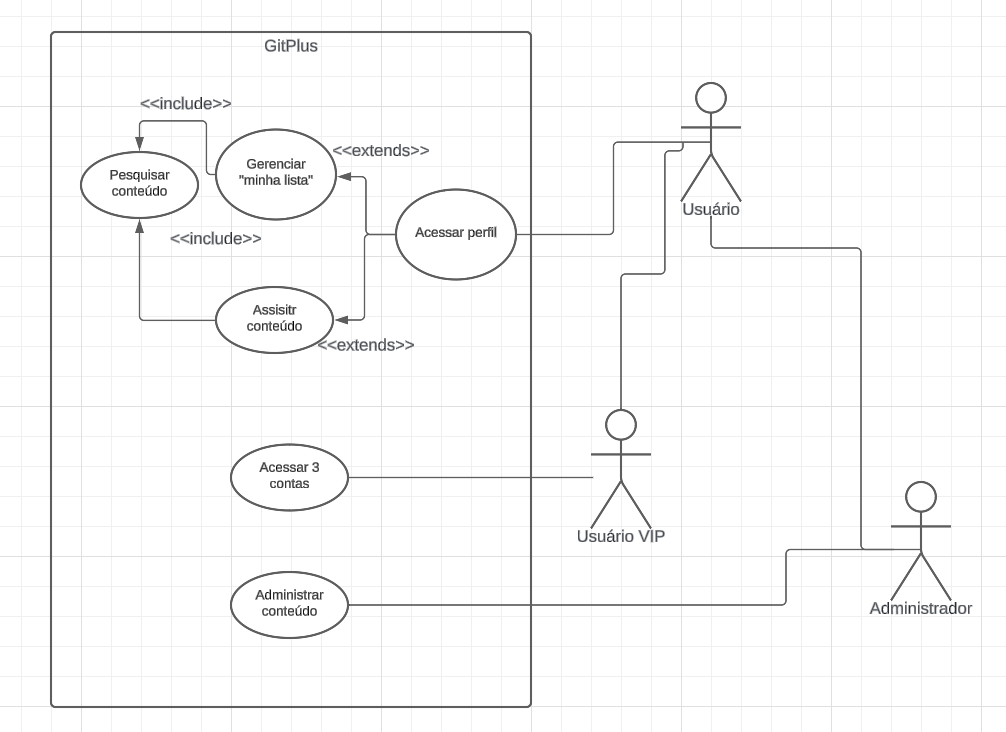 GitPlus
<<include>>
Gerenciar
"minha lista"
<<extends>>
Pesquisar
conteúdo
Acessar perfil
Usuário
<<include>>
Assisitr
conteúdo
<<extends>>
Acessar 3
contas
Usuário VIP
Administrar
conteúdo
Administrador